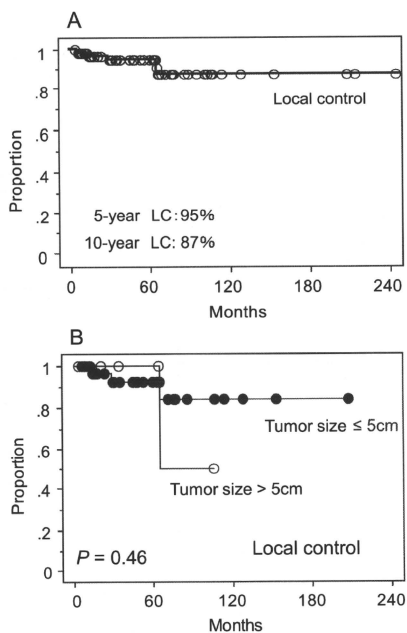 A
1
.8
.6
.4
.2
0
Proportion
Local control
5-year LC: 95%
10-year LC: 87%
0 60 120 180 240
Months
B
1
.8
.6
.4
.2
0
Proportion
Tumor size ≤ 5cm
Tumor size > 5cm
P = 0.46
Local control
0 60 120 180 240
Months